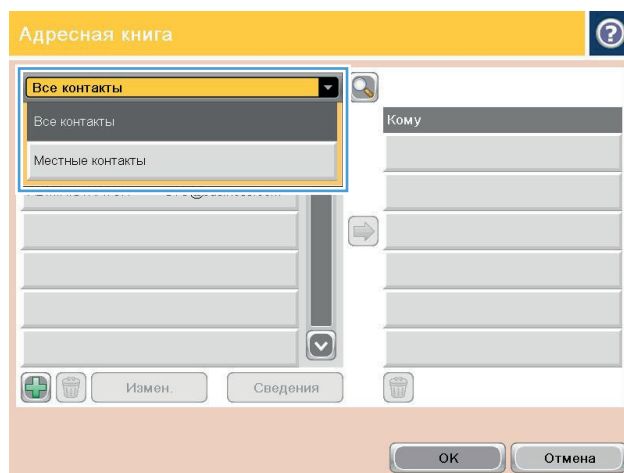 Адресная книга
Все контакты
Все контакты
Местные контакты
Кому
Измен.
Сведения
OK
Отмена